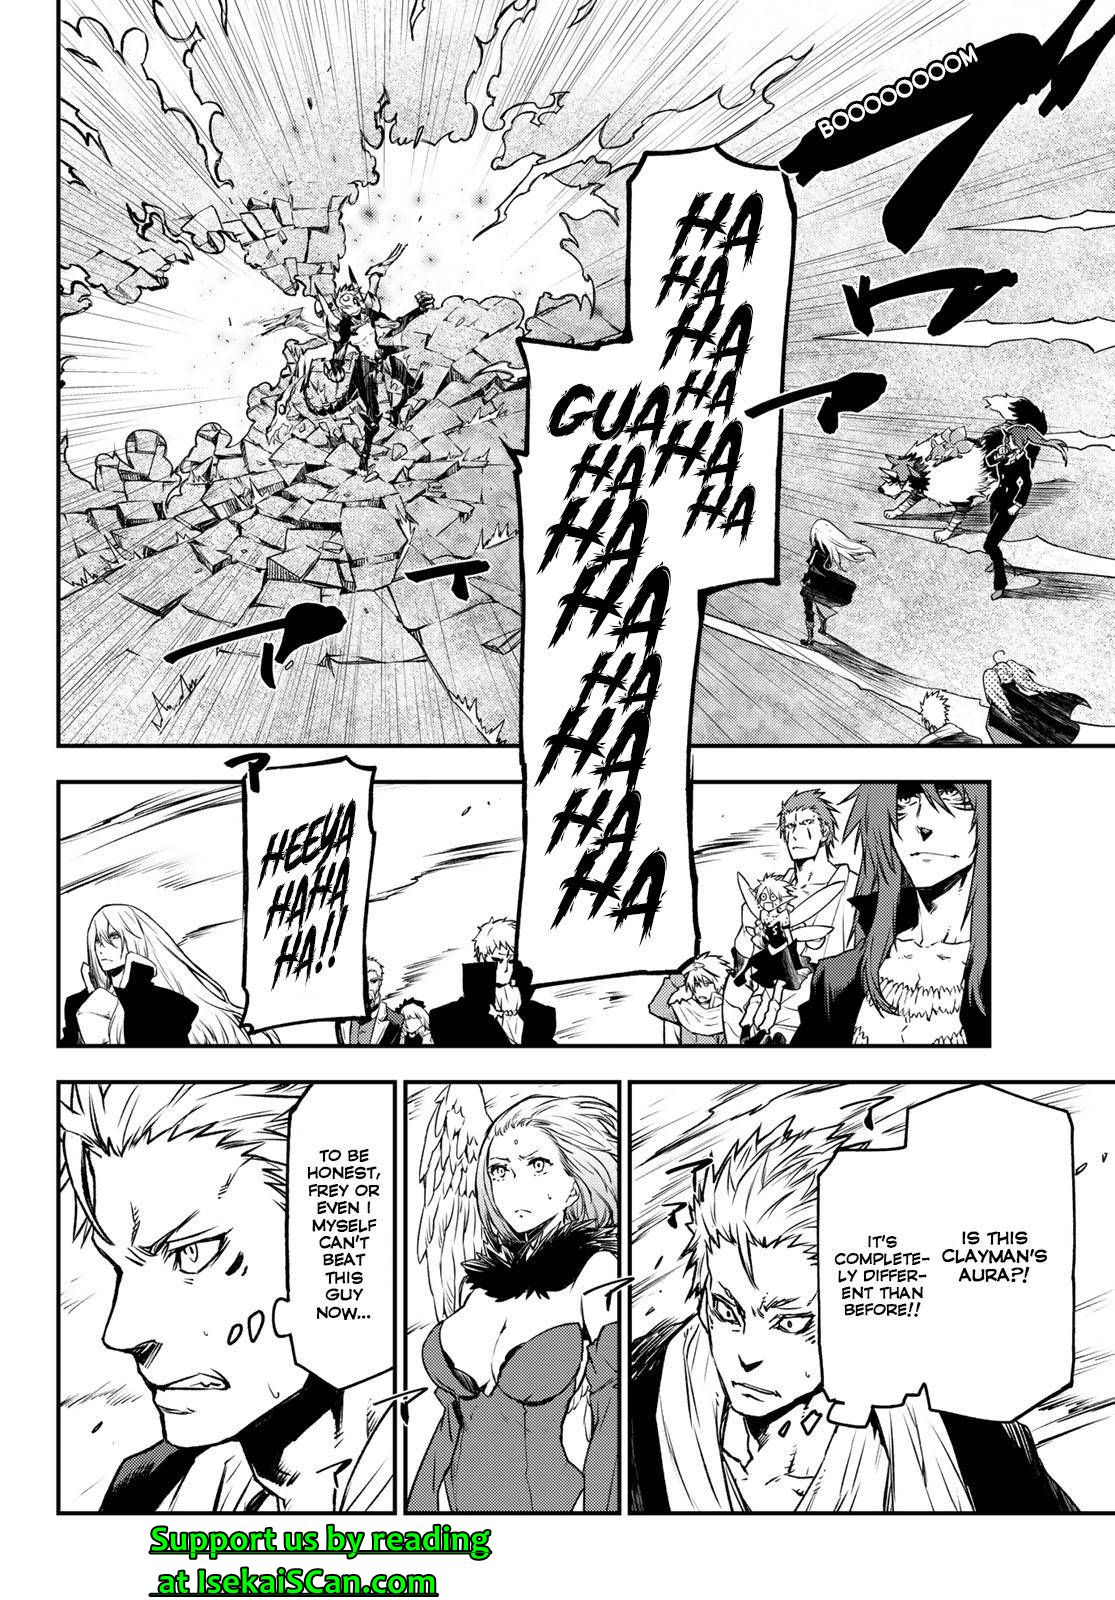 BOOOOOOOOM
HA
HA
HA
HA
HA
HA
HA
GUA
HA
HA
HA
HA
HA
HA
HA
HA
HEEYA
HAHA
HA!!
ア
IS THIS
CLAYMAN'S
AURA?!
IT'S
COMPLETE-
LY DIFFER-
ENT THAN
BEFORE!!
TO BE
HONEST,
FREY OR
EVEN I
MYSELF
CAN'T
BEAT
THIS
GUY
NOW...
Support us by reading
at IsekaiSCan.com